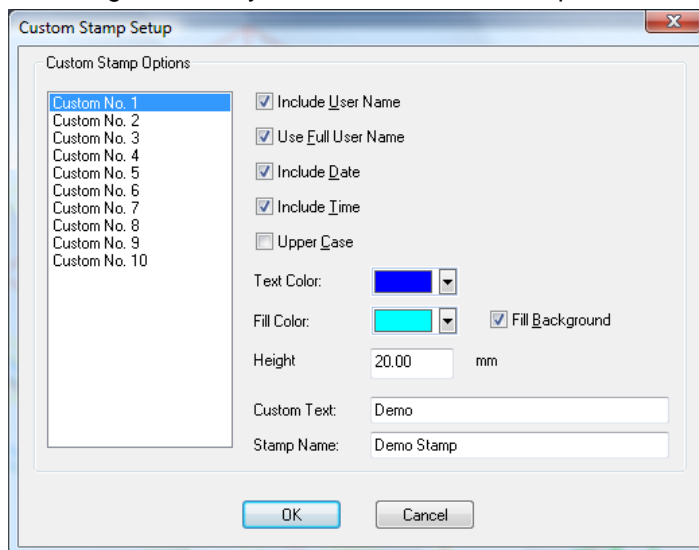 Custom Stamp Setup
Custom Stamp Options
Custom No. 1
Custom No. 2
Custom No. 3
Custom No. 4
Custom No. 5
Custom No. 6
Custom No. 7
Custom No. 8
Custom No. 9
Custom No. 10
Include User Name
Use Full User Name
Include Date
Include Time
Upper Case
Text Color:
Fill Color:
Fill Background
Height 20.00 mm
Custom Text: Demo
Stamp Name: Demo Stamp
OK Cancel